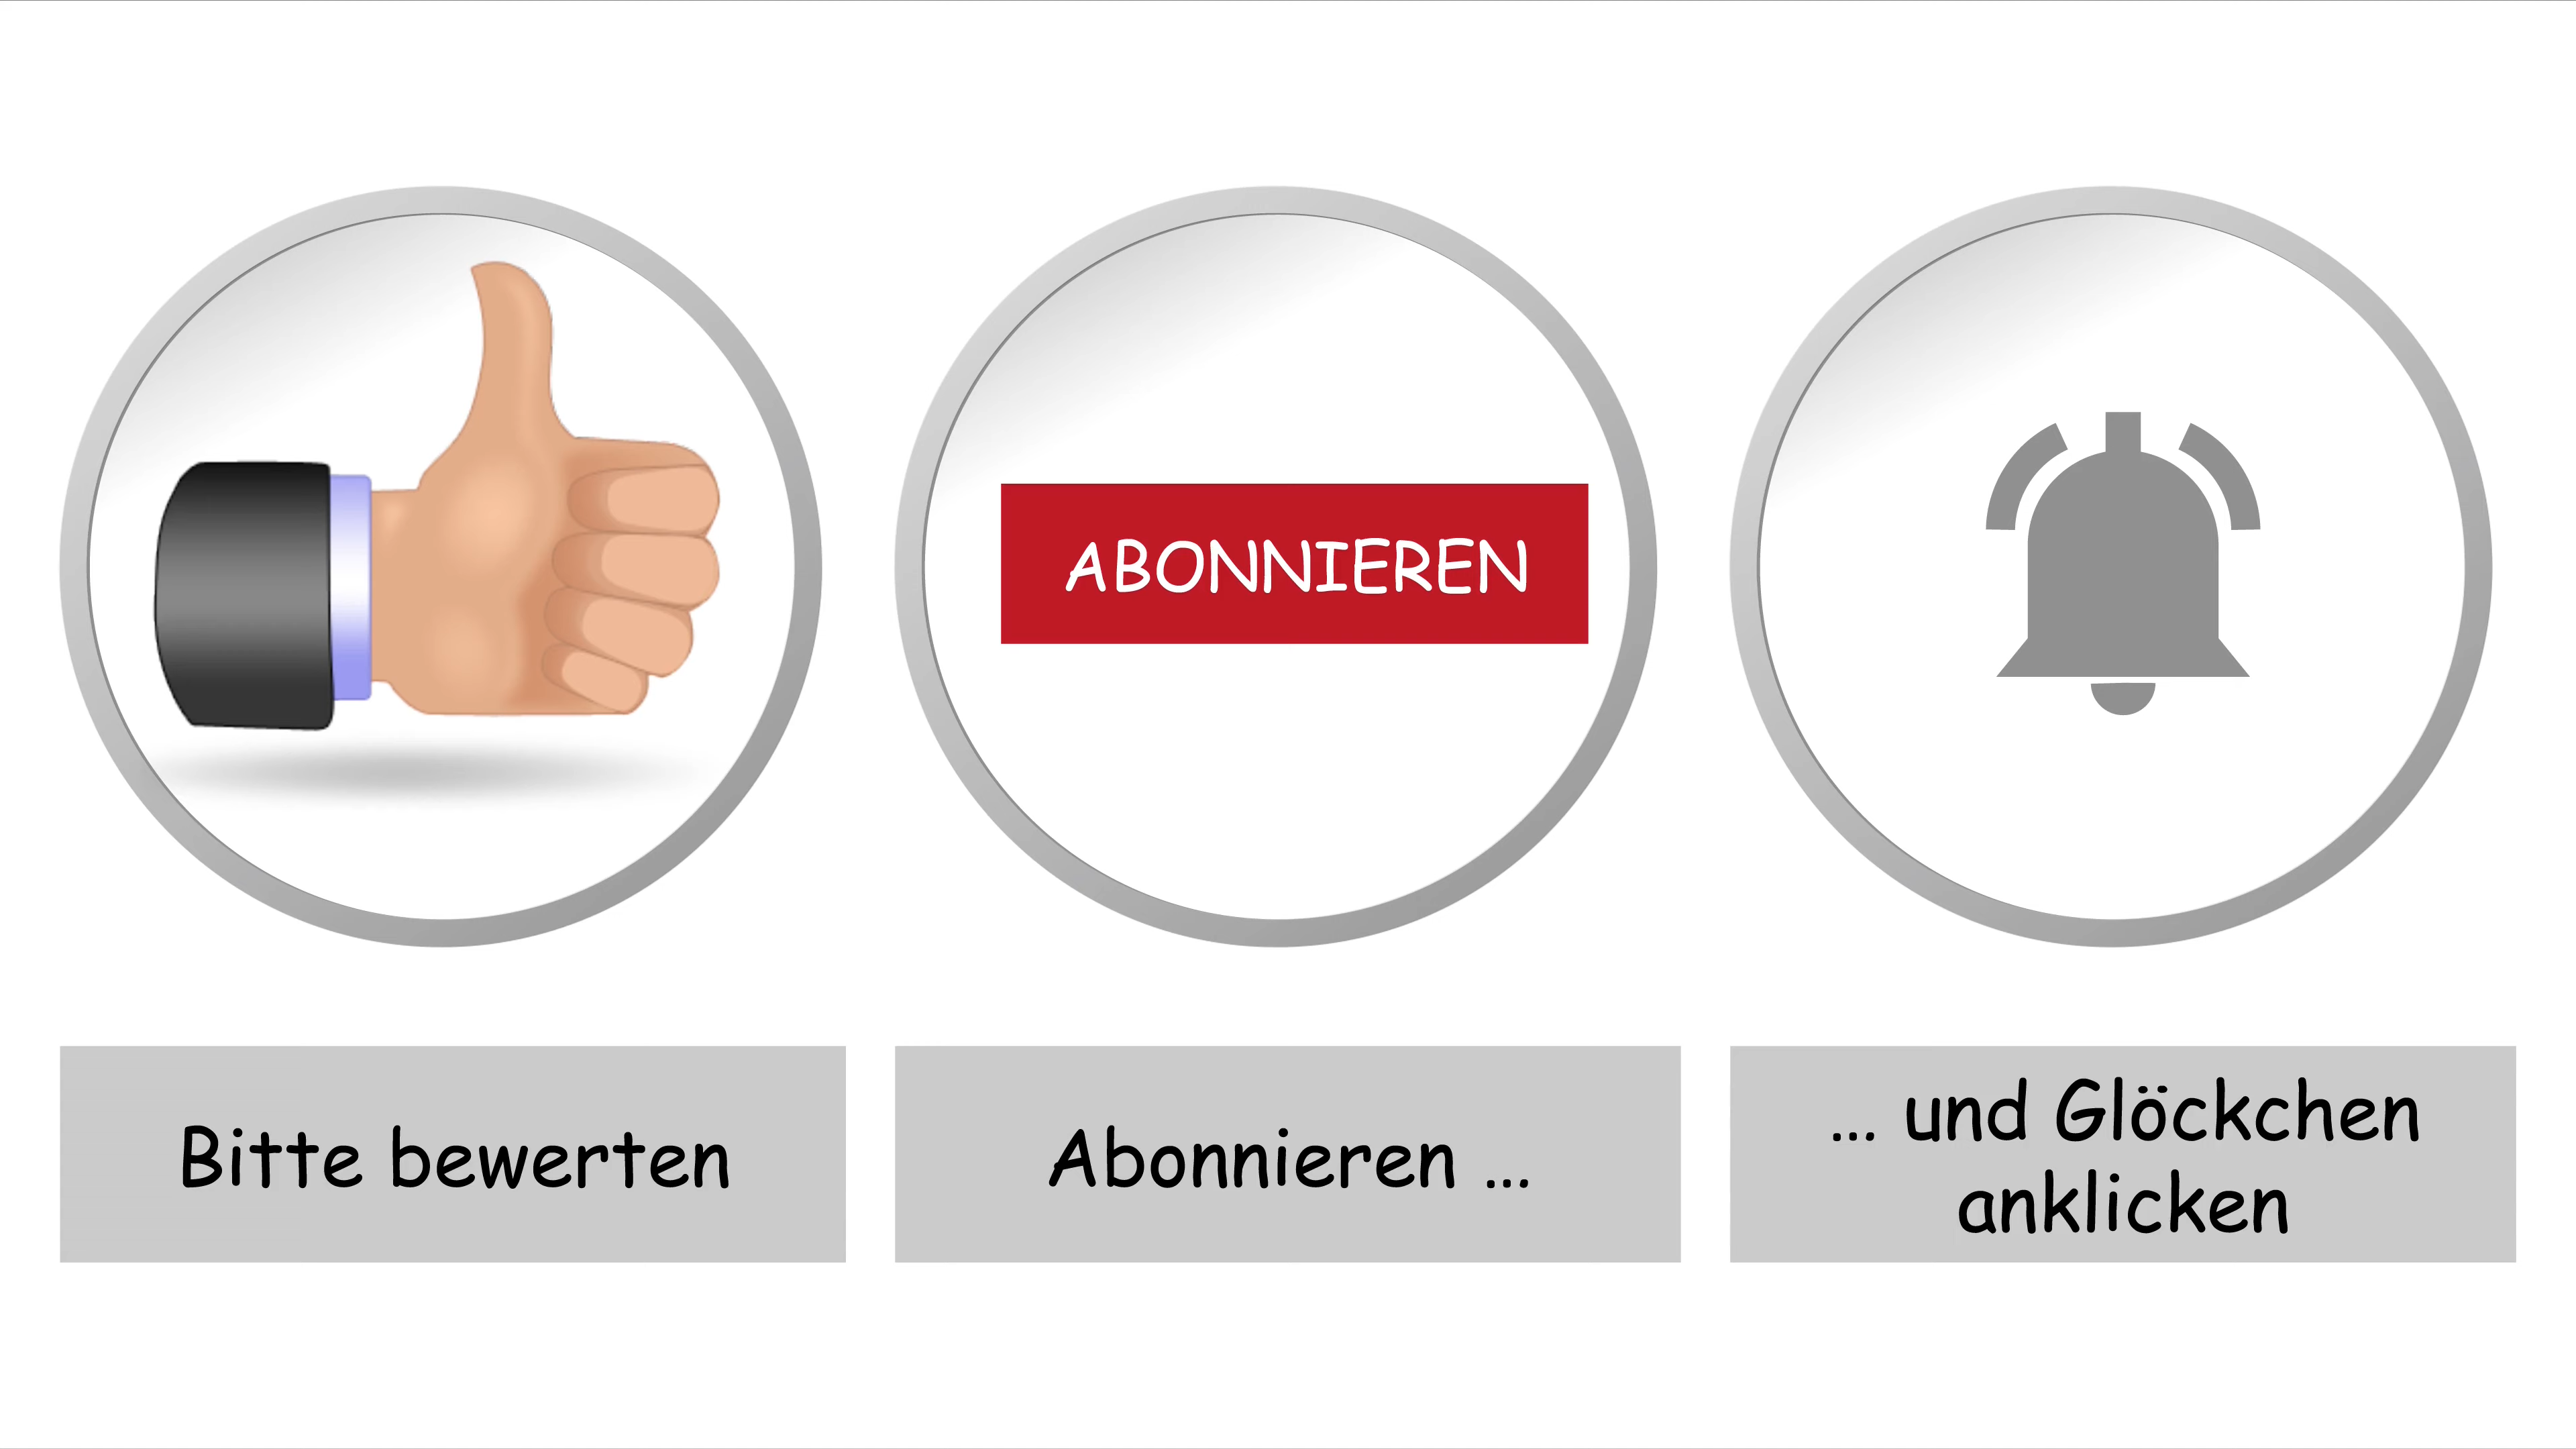 ABONNIEREN
Bitte bewerten
Abonnieren ...
... und Glöckchen
anklicken